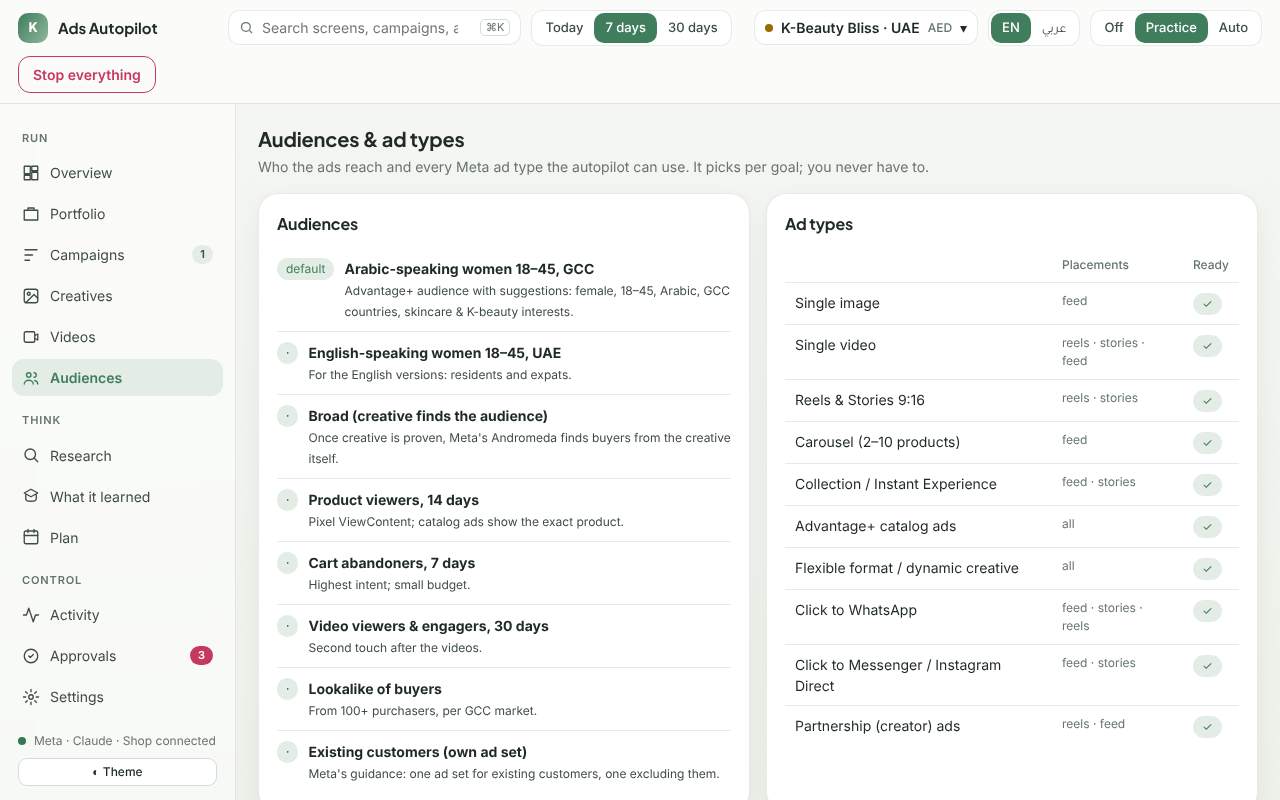 K Ads Autopilot
Search screens, campaigns, a ⌘K
Today 7 days 30 days
K-Beauty Bliss · UAE AED ▾
EN عربي
Off Practice Auto
Stop everything
RUN
Overview
Portfolio
Campaigns 1
Creatives
Videos
Audiences
THINK
Research
What it learned
Plan
CONTROL
Activity
Approvals 3
Settings
Meta · Claude · Shop connected
Theme
Audiences & ad types
Who the ads reach and every Meta ad type the autopilot can use. It picks per goal; you never have to.
Audiences
default Arabic-speaking women 18–45, GCC
Advantage+ audience with suggestions: female, 18–45, Arabic, GCC
countries, skincare & K-beauty interests.
· English-speaking women 18–45, UAE
For the English versions: residents and expats.
· Broad (creative finds the audience)
Once creative is proven, Meta's Andromeda finds buyers from the creative
itself.
· Product viewers, 14 days
Pixel ViewContent; catalog ads show the exact product.
· Cart abandoners, 7 days
Highest intent; small budget.
· Video viewers & engagers, 30 days
Second touch after the videos.
· Lookalike of buyers
From 100+ purchasers, per GCC market.
· Existing customers (own ad set)
Meta's guidance: one ad set for existing customers, one excluding them.
Ad types
Placements Ready
Single image feed ✓
Single video reels · stories · ✓
feed
Reels & Stories 9:16 reels · stories ✓
Carousel (2–10 products) feed ✓
Collection / Instant Experience feed · stories ✓
Advantage+ catalog ads all ✓
Flexible format / dynamic creative all ✓
Click to WhatsApp feed · stories · ✓
reels
Click to Messenger / Instagram feed · stories ✓
Direct
Partnership (creator) ads reels · feed ✓